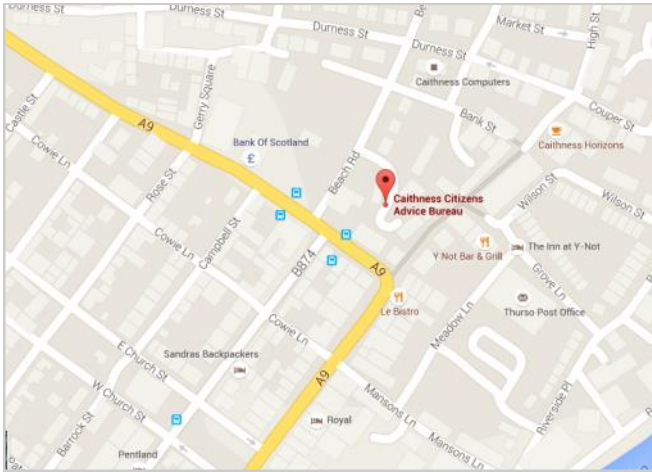 Durness St
Durness St
Market St
High St
Durness St
Caithness Computers
Couper St
Castle St
Gerry Square
A9
Bank St
Caithness Horizons
Cowie Ln
Bank Of Scotland
£
Beach Rd
Rose St
Caithness Citizens
Advice Bureau
Wilson St
Wilson St
Campbell St
Cowie Ln
B874
A9
Y Not Bar & Grill
The Inn at Y-Not
Grove Ln
Le Bistro
Thurso Post Office
Meadow Ln
Cowie Ln
E Church St
Sandras Backpackers
A9
Mansons Ln
W Church St
Riverside Pl
Barrock St
Royal
Mansons Ln
Pentland